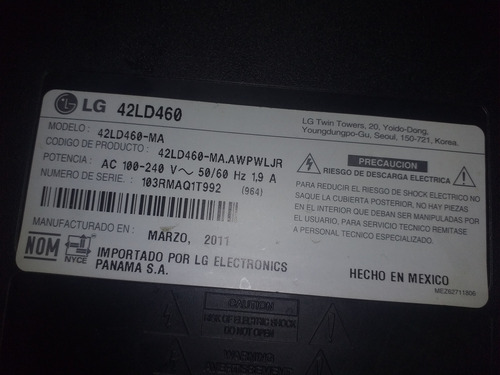 LG 42LD460
LG Twin Towers, 20, Yoido-Dong,
Youngdungpo-Gu, Seoul, 150-721, Korea.
MODELO : 42LD460-MA
CODIGO DE PRODUCTO : 42LD460-MA.AWPWLJR
POTENCIA : AC 100-240 V~ 50/60 Hz 1,9 A
NUMERO DE SERIE. : 103RMAQ1T992 (964)
PRECAUCION
RIESGO DE DESCARGA ELECTRICA
PARA REDUCIR EL RIESGO DE SHOCK ELECTRICO NO
SAQUE LA CUBIERTA POSTERIOR, NO HAY PIEZAS
EN EL INTERIOR QUE DEBAN SER MANIPULADAS POR
EL USUARIO, PARA SERVICIO TECNICO REMITASE
A PERSONAL TECNICO ESPECIALIZADO
MANUFACTURADO EN : MARZO, 2011
NOM NYCE
IMPORTADO POR LG ELECTRONICS
PANAMA S.A.
HECHO EN MEXICO
MEZ62711806
CAUTION
RISK OF ELECTRIC SHOCK
DO NOT OPEN